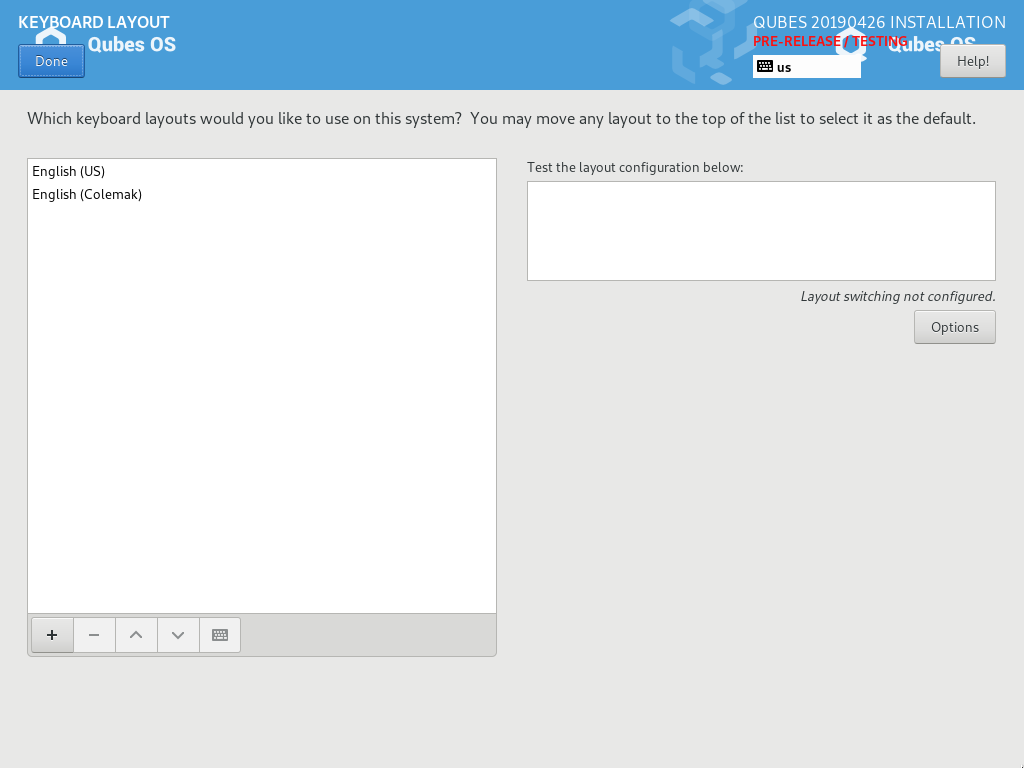 KEYBOARD LAYOUT
Qubes OS
Done
QUBES 20190426 INSTALLATION
PRE-RELEASE / TESTING
Qubes OS
us
Help!
Which keyboard layouts would you like to use on this system?  You may move any layout to the top of the list to select it as the default.
English (US)
English (Colemak)
Test the layout configuration below:
Layout switching not configured.
Options